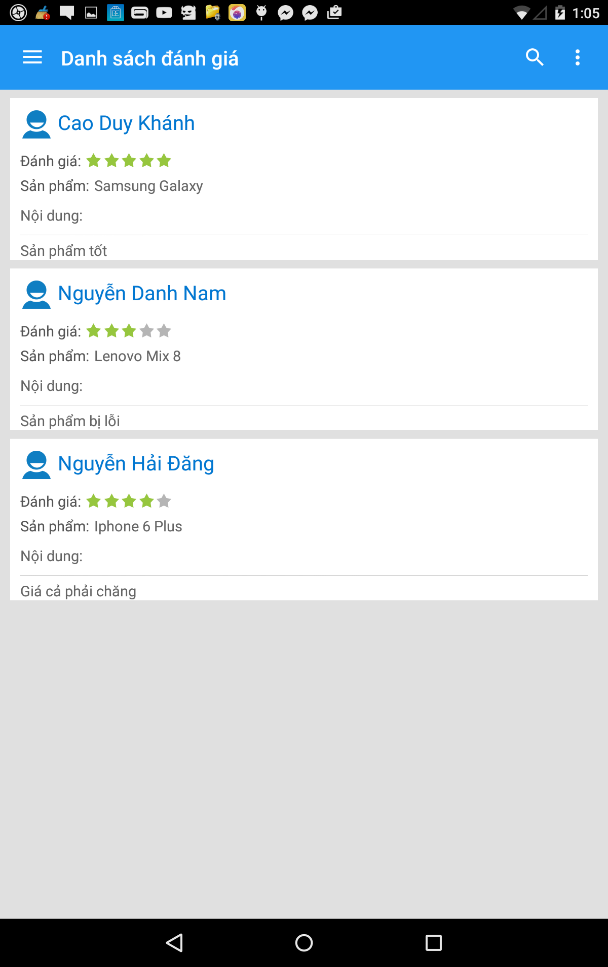 1:05
Danh sách đánh giá
Cao Duy Khánh
Đánh giá:
Sản phẩm: Samsung Galaxy
Nội dung:
Sản phẩm tốt
Nguyễn Danh Nam
Đánh giá:
Sản phẩm: Lenovo Mix 8
Nội dung:
Sản phẩm bị lỗi
Nguyễn Hải Đăng
Đánh giá:
Sản phẩm: Iphone 6 Plus
Nội dung:
Giá cả phải chăng